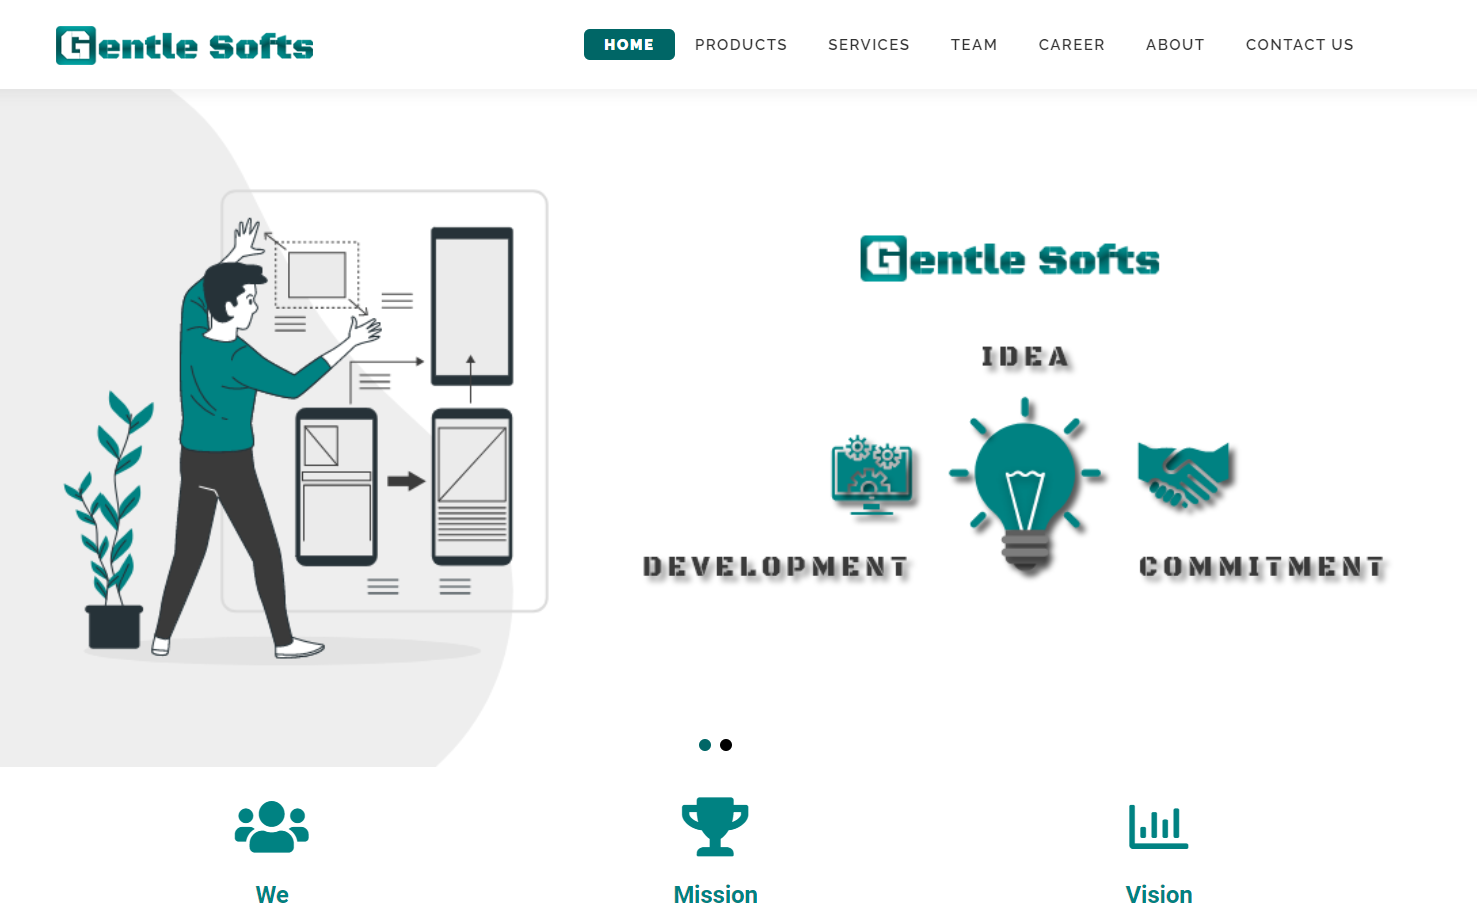 Gentle Softs
HOME PRODUCTS SERVICES TEAM CAREER ABOUT CONTACT US
Gentle Softs
IDEA
DEVELOPMENT COMMITMENT
We Mission Vision